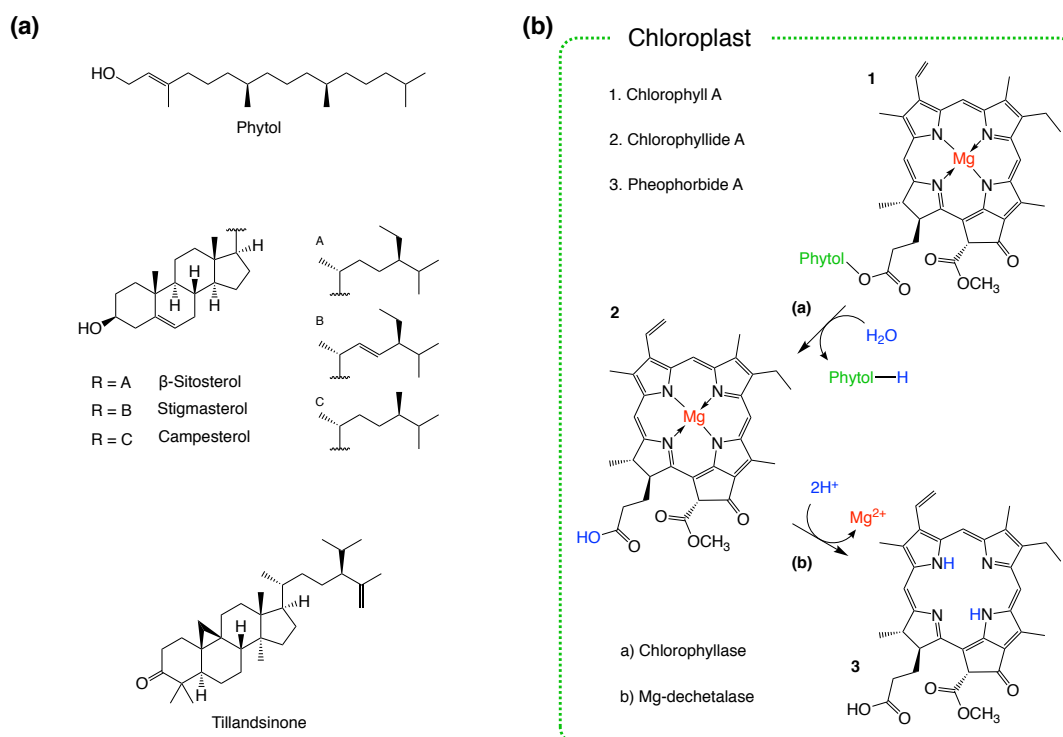 (a)
HO
Phytol
H
H
H
H
HO
A
B
C
R = A β-Sitosterol
R = B Stigmasterol
R = C Campesterol
H
H
H
O
Tillandsinone
(b)
Chloroplast
1. Chlorophyll A
2. Chlorophyllide A
3. Pheophorbide A
1
N
N
Mg
N
N
Phytol
O
O
O
OCH3
O
(a)
H2O
Phytol—H
2
N
N
Mg
N
N
HO
O
O
OCH3
O
2H+
Mg2+
(b)
NH
N
N
HN
3
HO
O
O
OCH3
O
a) Chlorophyllase
b) Mg-dechetalase